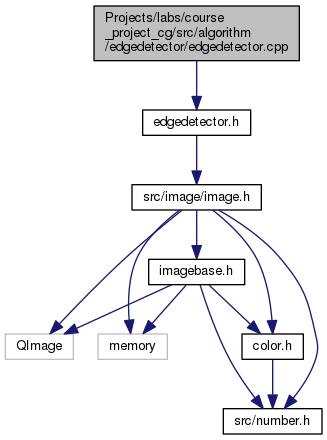 Projects/labs/course
_project_cg/src/algorithm
/edgedetector/edgedetector.cpp
edgedetector.h
src/image/image.h
imagebase.h
QImage
memory
color.h
src/number.h